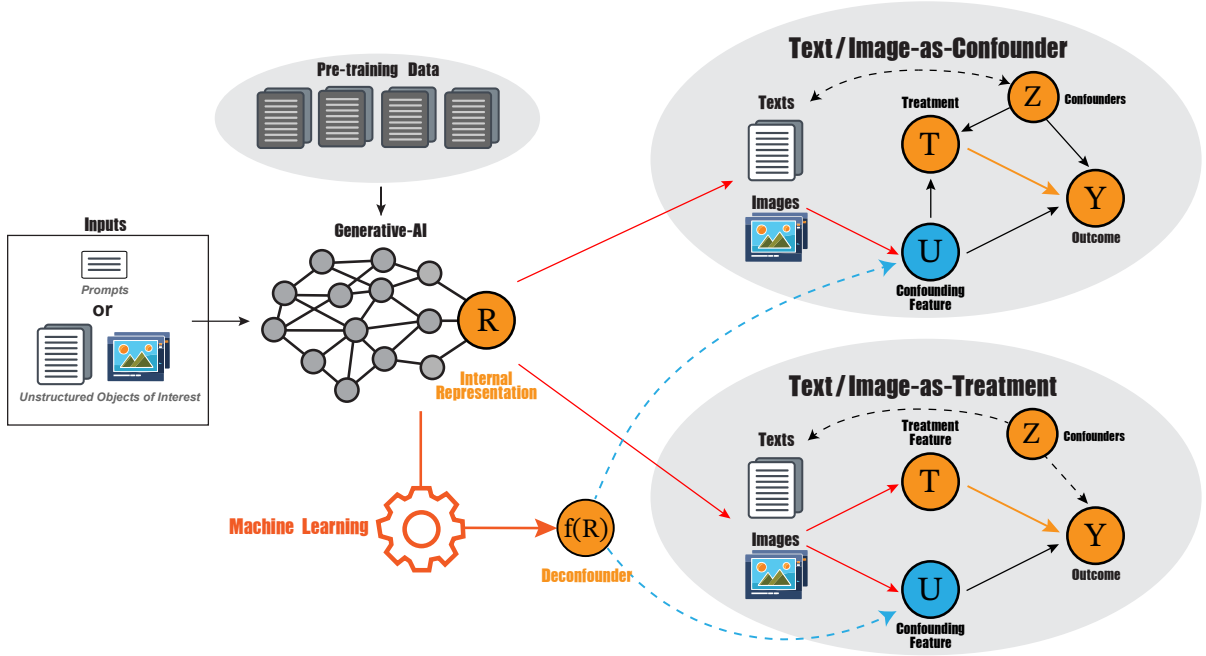 Pre-training Data
Inputs
Prompts
or
Unstructured Objects of Interest
Generative-AI
R
Internal
Representation
Machine Learning
f(R)
Deconfounder
Text / Image-as-Confounder
Texts
Images
Treatment
T
Z
Confounders
Y
Outcome
U
Confounding
Feature
Text / Image-as-Treatment
Texts
Images
Treatment
Feature
T
Z
Confounders
Y
Outcome
U
Confounding
Feature